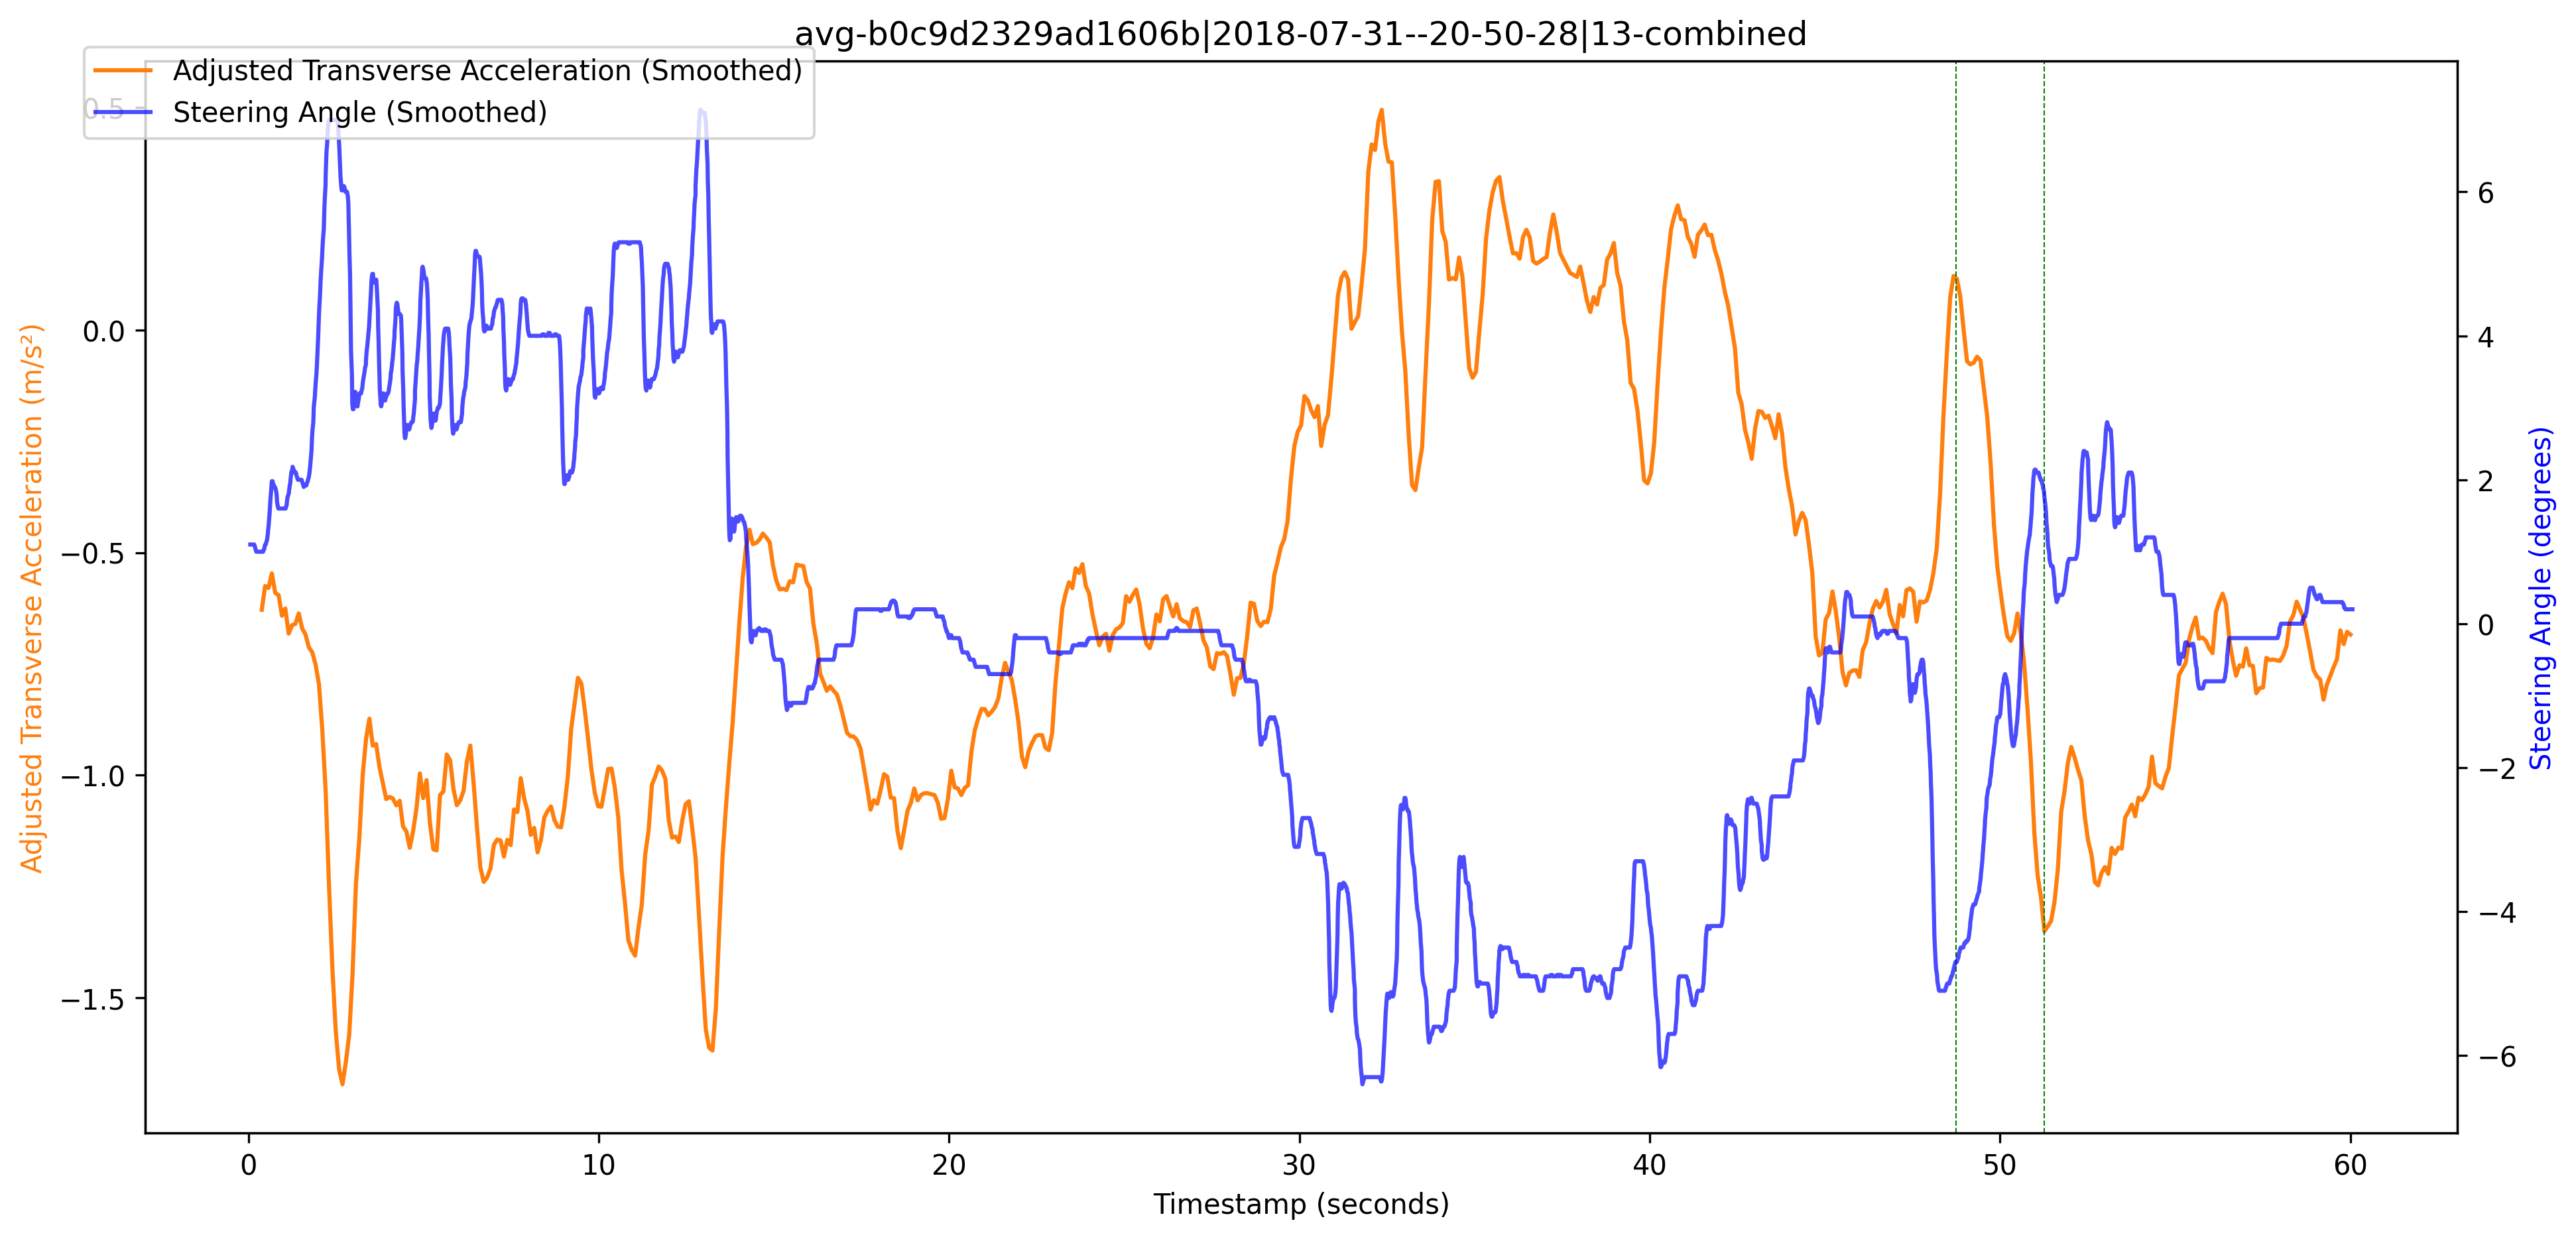 avg-b0c9d2329ad1606b|2018-07-31--20-50-28|13-combined
Adjusted Transverse Acceleration (Smoothed)
Steering Angle (Smoothed)
0.5
0.0
−0.5
−1.0
−1.5
Adjusted Transverse Acceleration (m/s²)
6
4
2
0
−2
−4
−6
Steering Angle (degrees)
0 10 20 30 40 50 60
Timestamp (seconds)